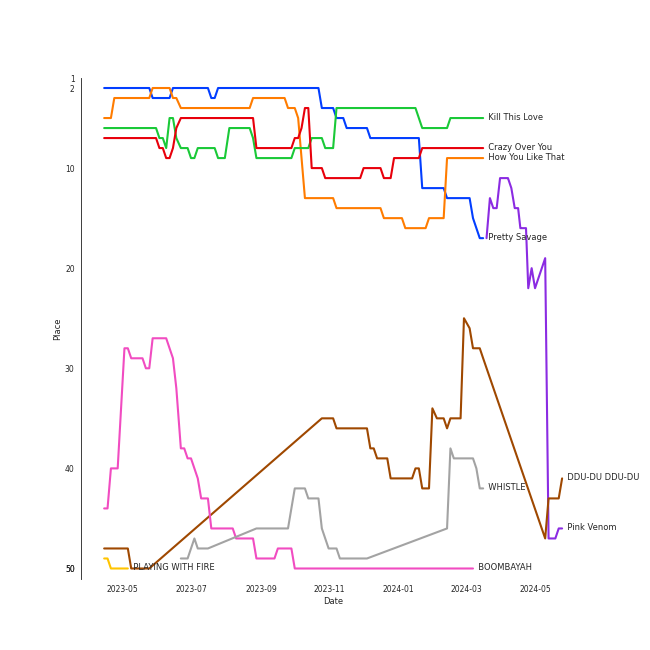 1
2
Kill This Love
Crazy Over You
How You Like That
10
Pretty Savage
20
Place
30
40
DDU-DU DDU-DU
WHISTLE
Pink Venom
50
PLAYING WITH FIRE
BOOMBAYAH
2023-05 2023-07 2023-09 2023-11 2024-01 2024-03 2024-05
Date